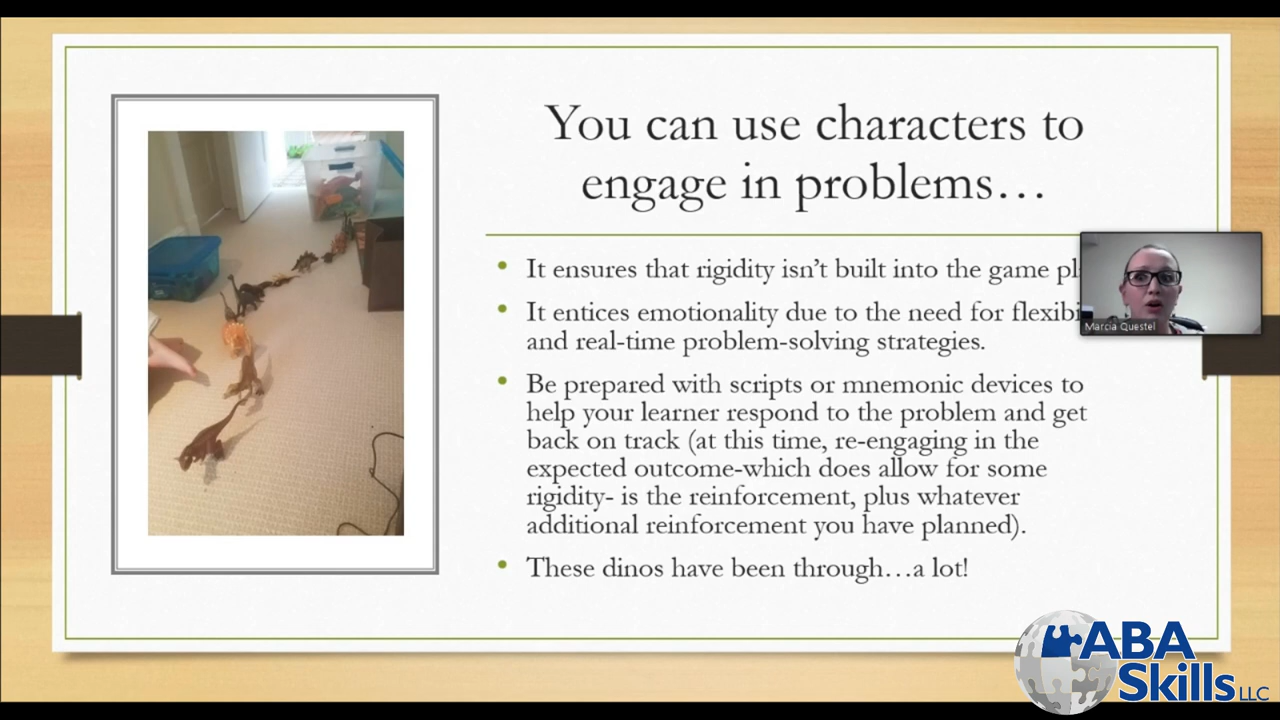 You can use characters to
engage in problems…
• It ensures that rigidity isn’t built into the game
• It entices emotionality due to the need for
and real-time problem-solving strategies.
• Be prepared with scripts or mnemonic devices to
help your learner respond to the problem and get
back on track (at this time, re-engaging in the
expected outcome-which does allow for some
rigidity- is the reinforcement, plus whatever
additional reinforcement you have planned).
• These dinos have been through…a lot!
Marcia Questel
ABA
Skills LLC